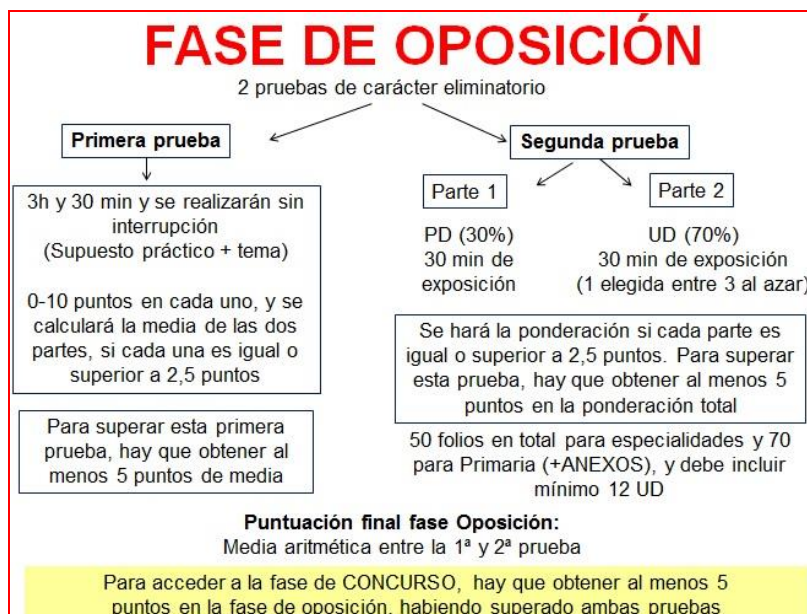 FASE DE OPOSICIÓN
2 pruebas de carácter eliminatorio
Primera prueba
3h y 30 min y se realizarán sin
interrupción
(Supuesto práctico + tema)
0-10 puntos en cada uno, y se
calculará la media de las dos
partes, si cada una es igual o
superior a 2,5 puntos
Para superar esta primera
prueba, hay que obtener al
menos 5 puntos de media
Segunda prueba
Parte 1
PD (30%)
30 min de
exposición
Parte 2
UD (70%)
30 min de exposición
(1 elegida entre 3 al azar)
Se hará la ponderación si cada parte es
igual o superior a 2,5 puntos. Para superar
esta prueba, hay que obtener al menos 5
puntos en la ponderación total
50 folios en total para especialidades y 70
para Primaria (+ANEXOS), y debe incluir
mínimo 12 UD
Puntuación final fase Oposición:
Media aritmética entre la 1ª y 2ª prueba
Para acceder a la fase de CONCURSO, hay que obtener al menos 5
puntos en la fase de oposición, habiendo superado ambas pruebas